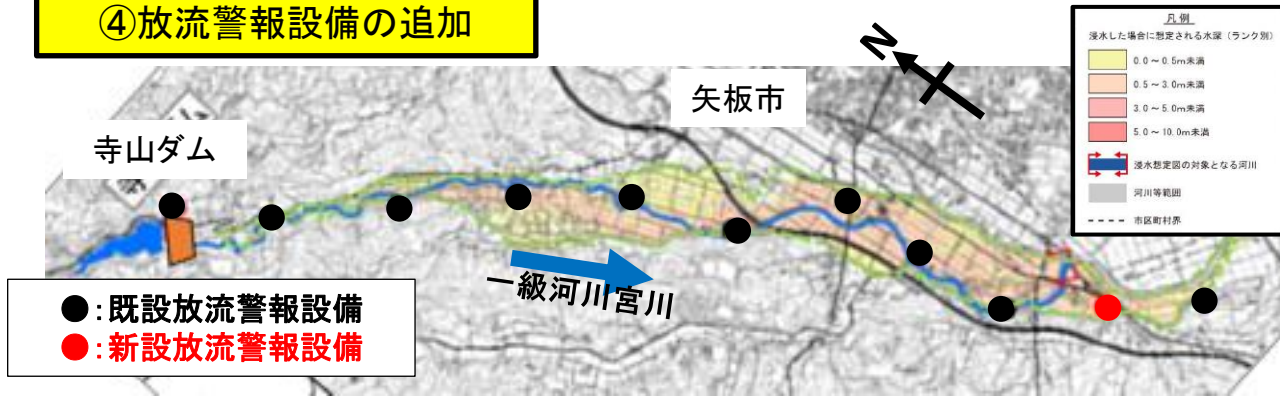 ④放流警報設備の追加
N
矢板市
寺山ダム
一級河川宮川
●:既設放流警報設備
●:新設放流警報設備
凡例
浸水した場合に想定される水深(ランク別)
0.0～0.5m未満
0.5～3.0m未満
3.0～5.0m未満
5.0～10.0m未満
浸水想定図の対象となる河川
河川等範囲
市区町村界